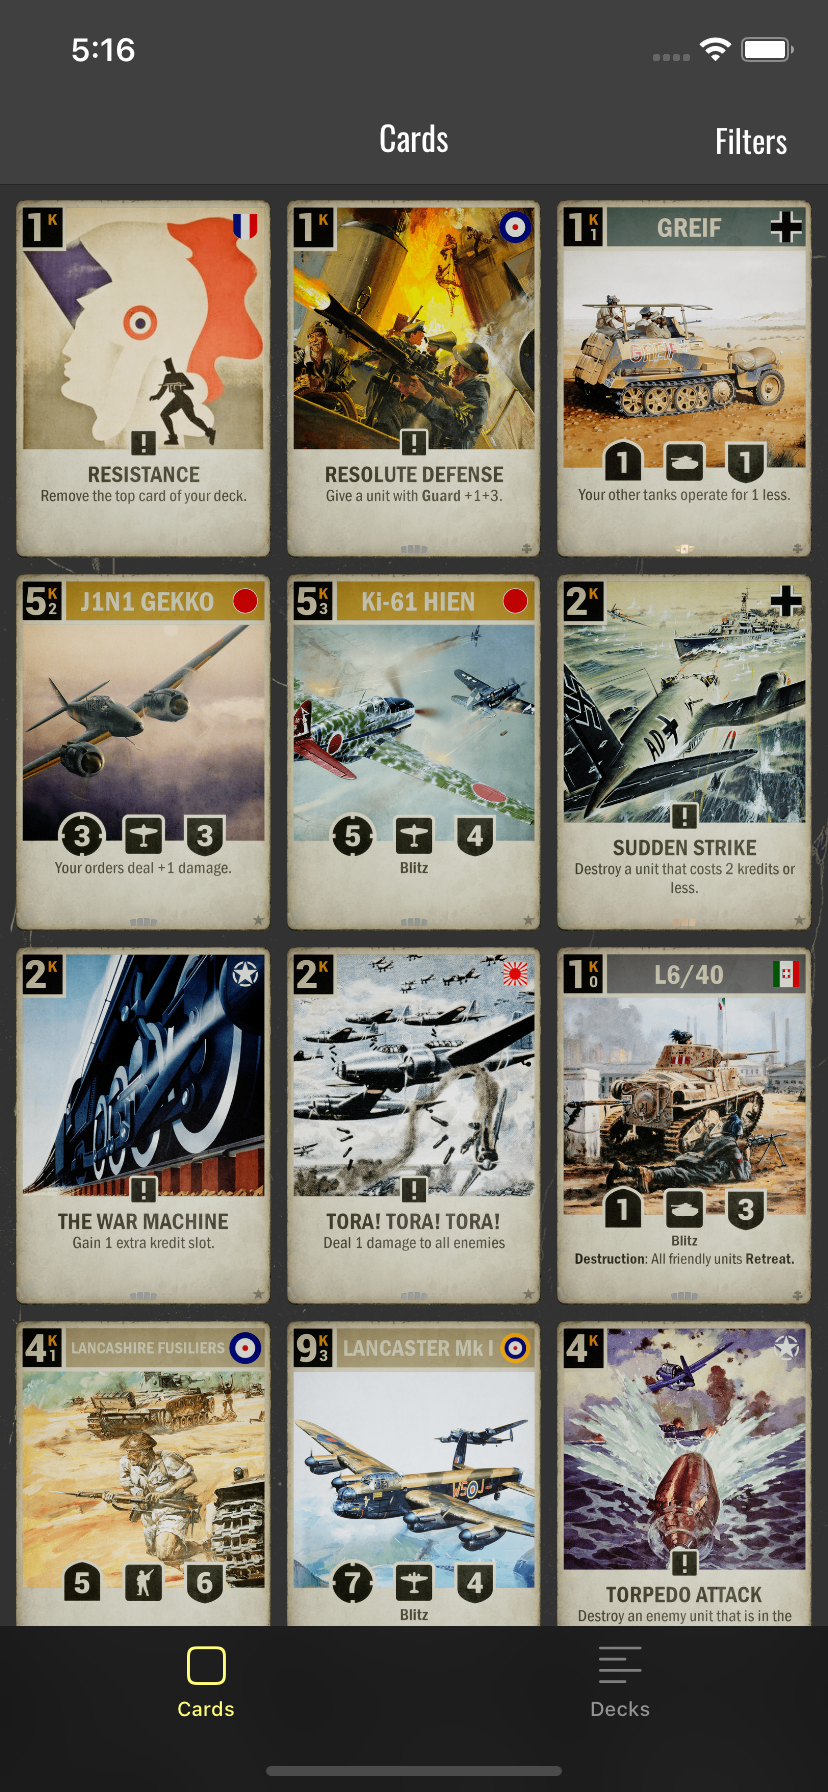 5:16
Cards
Filters
1K
RESISTANCE
Remove the top card of your deck.
1K
RESOLUTE DEFENSE
Give a unit with Guard +1+3.
1K
1
GREIF
GREIF
1
1
Your other tanks operate for 1 less.
5K
2
J1N1 GEKKO
3
3
Your orders deal +1 damage.
5K
3
Ki-61 HIEN
5
4
Blitz
2K
AD
SUDDEN STRIKE
Destroy a unit that costs 2 kredits or
less.
2K
THE WAR MACHINE
Gain 1 extra kredit slot.
2K
TORA! TORA! TORA!
Deal 1 damage to all enemies
1K
0
L6/40
1
3
Blitz
Destruction: All friendly units Retreat.
4K
1
LANCASHIRE FUSILIERS
5
6
9K
3
LANCASTER Mk I
WS J
7
4
Blitz
4K
TORPEDO ATTACK
Destroy an enemy unit that is in the
Cards
Decks